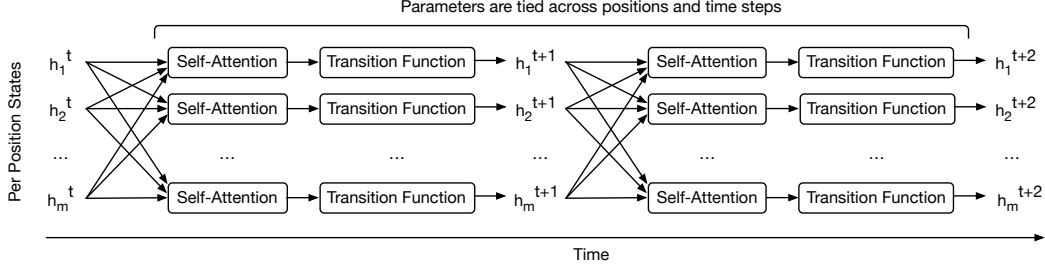 Parameters are tied across positions and time steps
Per Position States
h₁ᵗ Self-Attention Transition Function h₁ᵗ⁺¹ Self-Attention Transition Function h₁ᵗ⁺²
h₂ᵗ Self-Attention Transition Function h₂ᵗ⁺¹ Self-Attention Transition Function h₂ᵗ⁺²
... ... ... ... ... ... ...
hₘᵗ Self-Attention Transition Function hₘᵗ⁺¹ Self-Attention Transition Function hₘᵗ⁺²
Time